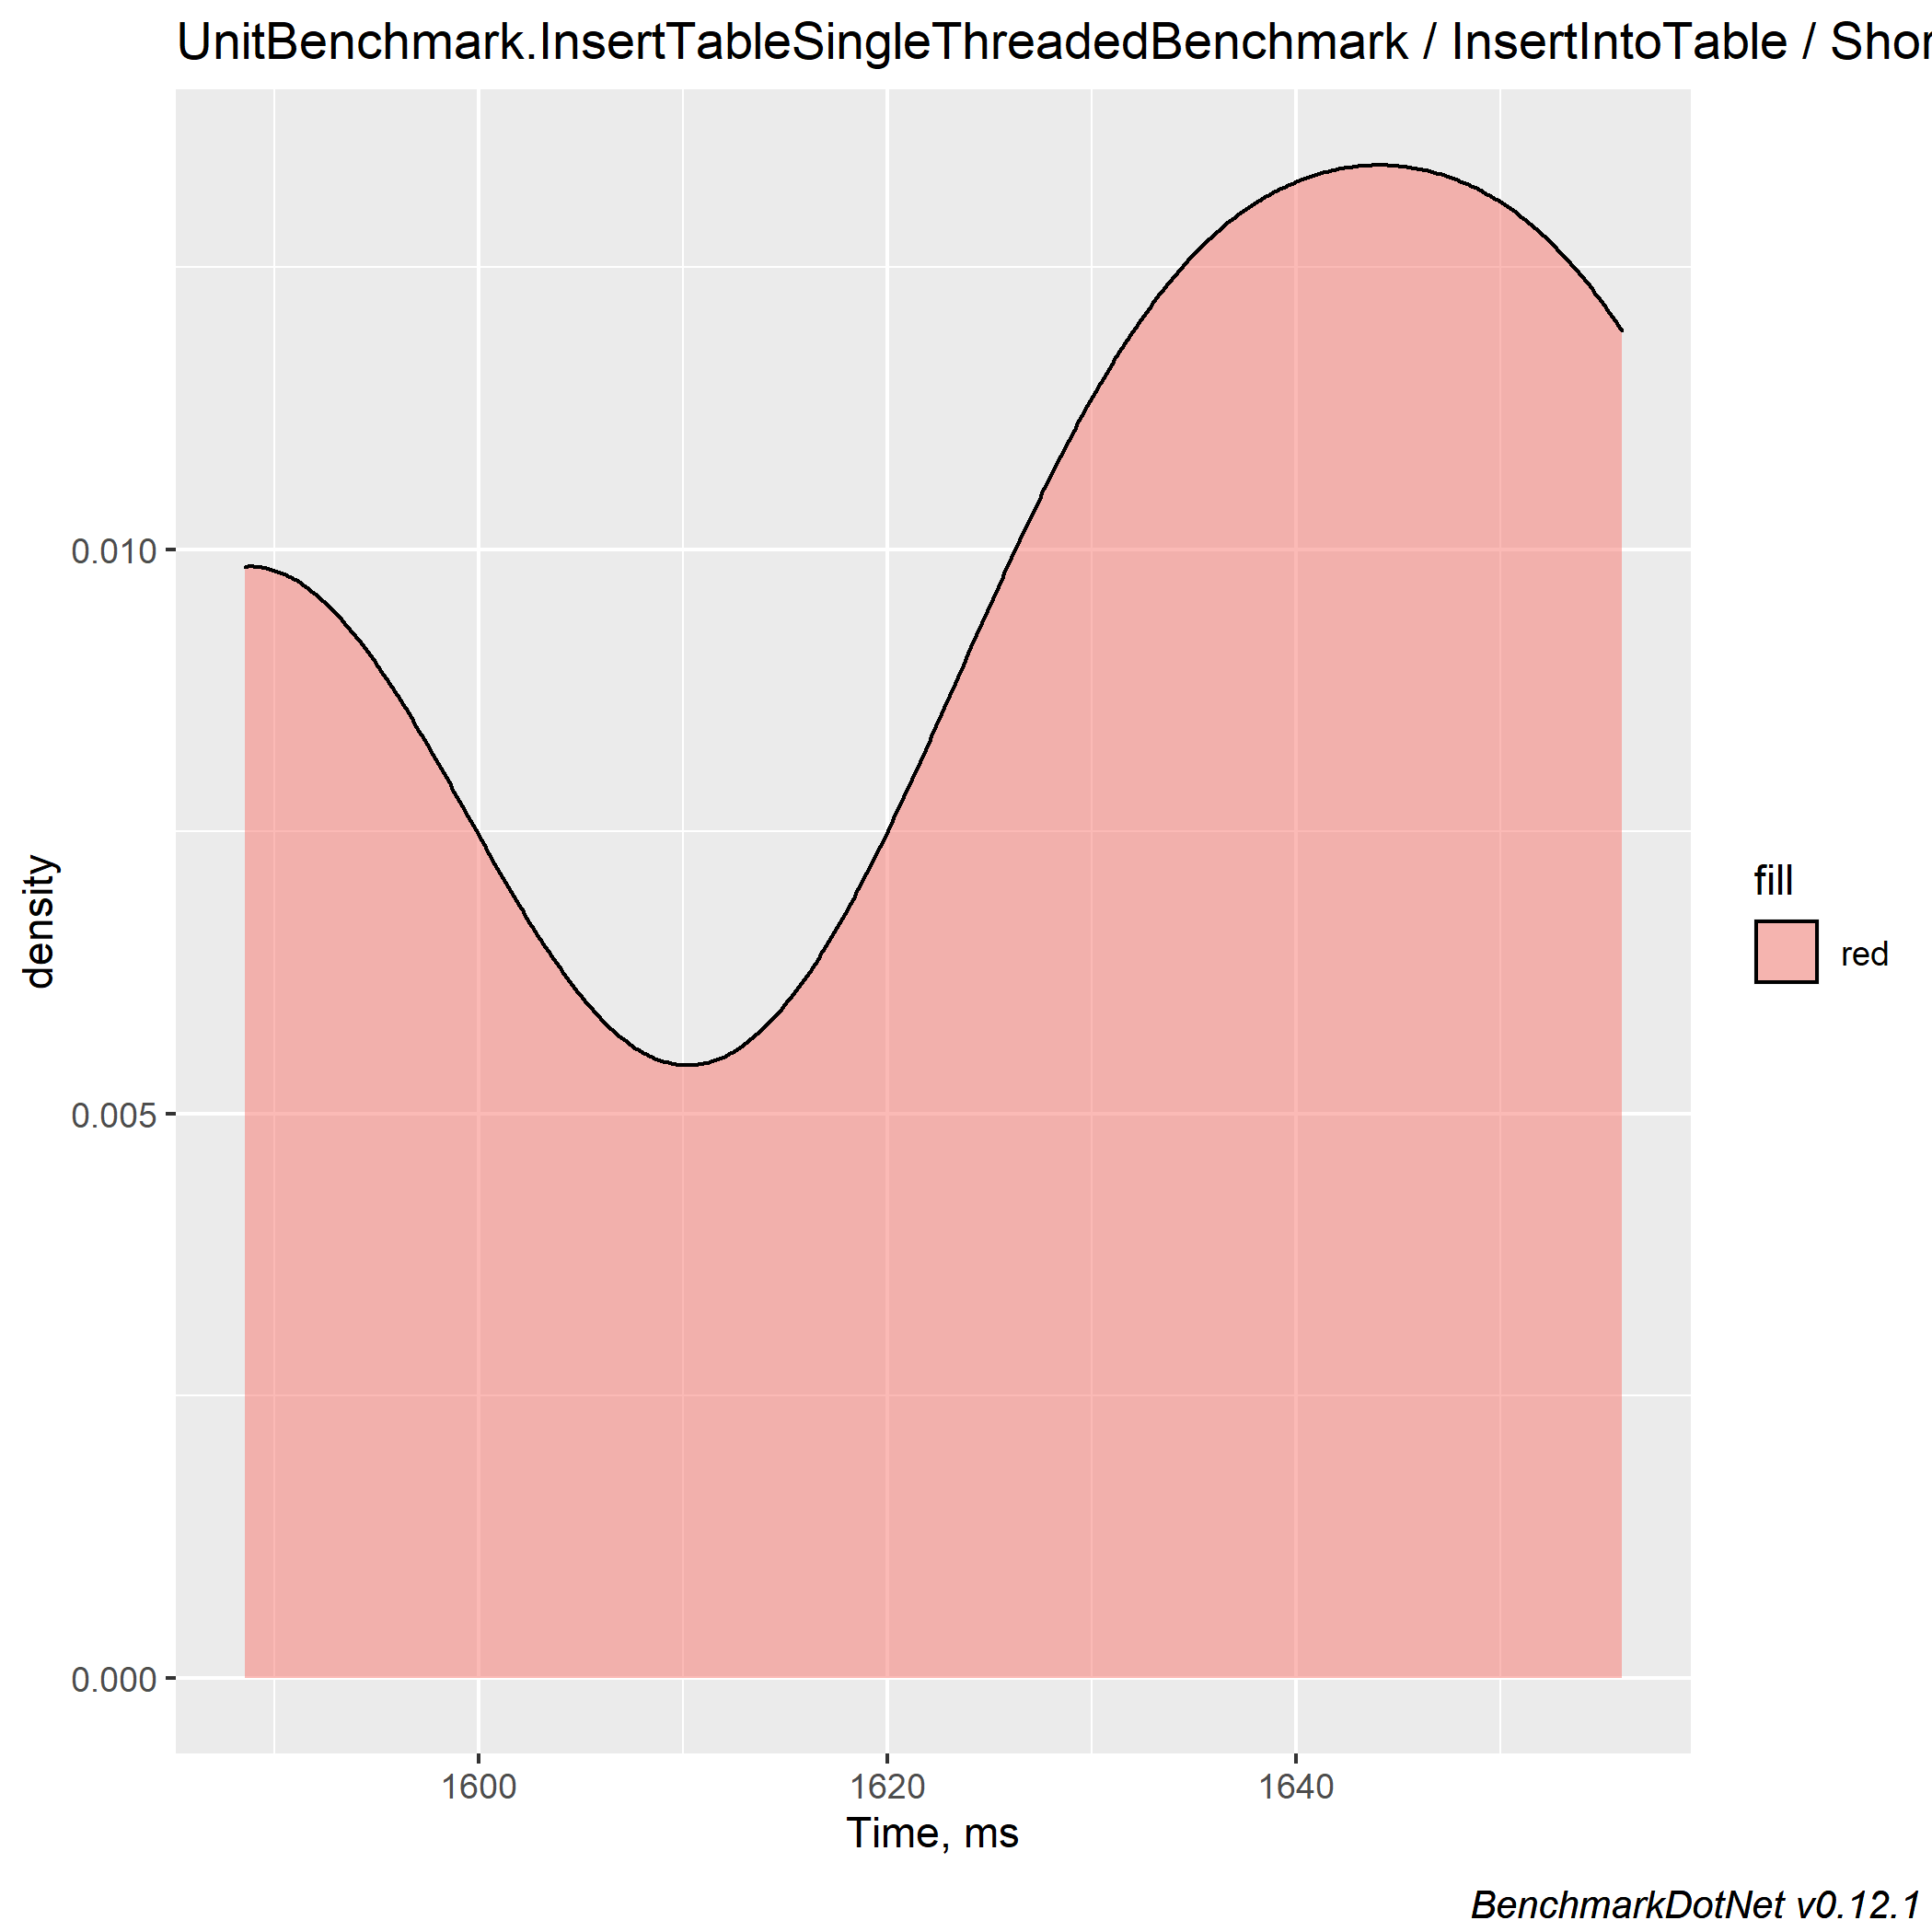 UnitBenchmark.InsertTableSingleThreadedBenchmark / InsertIntoTable / Shor
0.010
0.005
0.000
density
fill
red
1600 1620 1640
Time, ms
BenchmarkDotNet v0.12.1